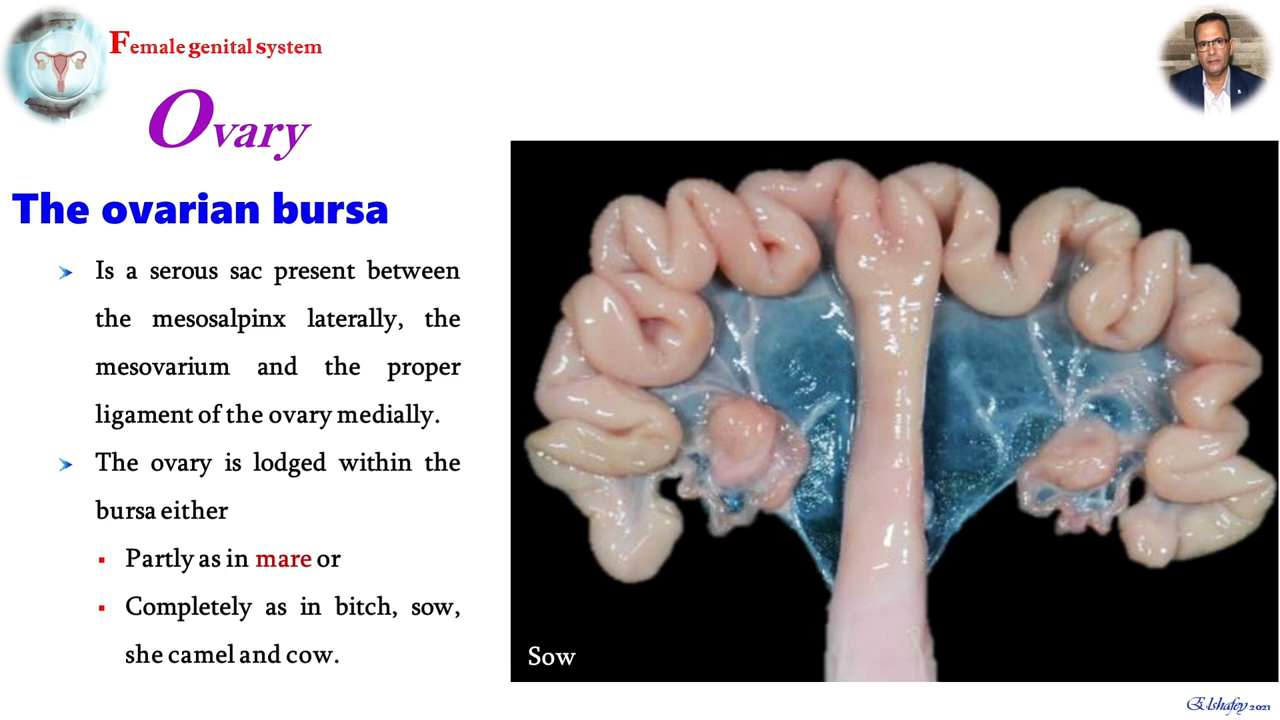 Female genital system
Ovary
The ovarian bursa
Is a serous sac present between
the mesosalpinx laterally, the
mesovarium and the proper
ligament of the ovary medially.
The ovary is lodged within the
bursa either
Partly as in mare or
Completely as in bitch, sow,
she camel and cow.
Sow
Elshafey 2021